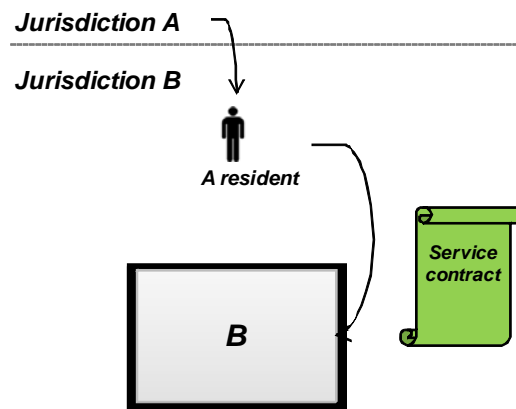 Jurisdiction A
Jurisdiction B
A resident
Service
contract
B